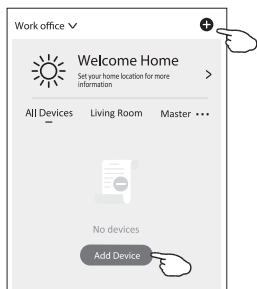 Work office
Welcome Home
Set your home location for more
information
All Devices Living Room Master ...
No devices
Add Device